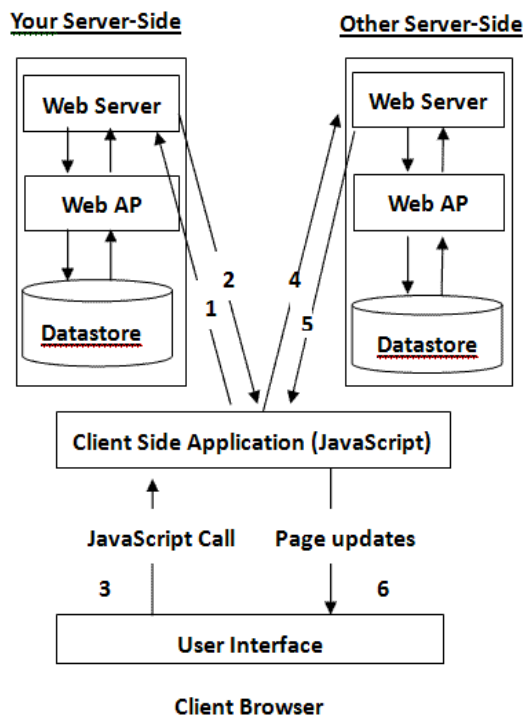 Your Server-Side
Other Server-Side
Web Server
Web Server
Web AP
Web AP
2
4
1
5
Datastore
Datastore
Client Side Application (JavaScript)
JavaScript Call
Page updates
3
6
User Interface
Client Browser